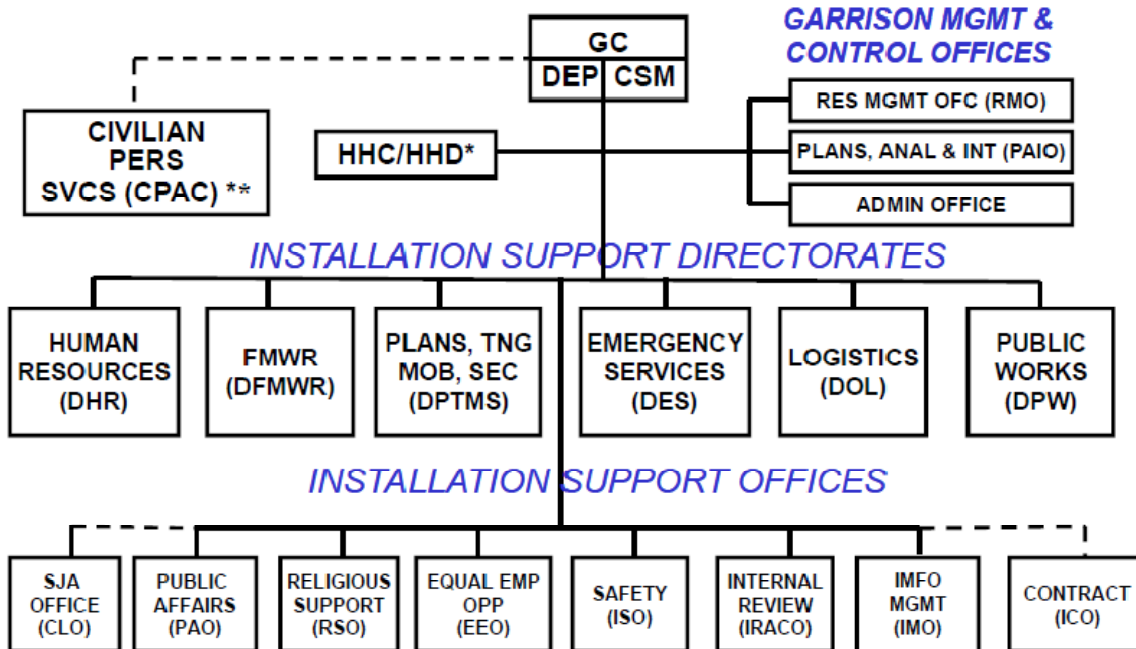 GARRISON MGMT &
CONTROL OFFICES
GC
DEP CSM
RES MGMT OFC (RMO)
PLANS, ANAL & INT (PAIO)
ADMIN OFFICE
CIVILIAN
PERS
SVCS (CPAC) **
HHC/HHD*
INSTALLATION SUPPORT DIRECTORATES
HUMAN
RESOURCES
(DHR)
FMWR
(DFMWR)
PLANS, TNG
MOB, SEC
(DPTMS)
EMERGENCY
SERVICES
(DES)
LOGISTICS
(DOL)
PUBLIC
WORKS
(DPW)
INSTALLATION SUPPORT OFFICES
SJA
OFFICE
(CLO)
PUBLIC
AFFAIRS
(PAO)
RELIGIOUS
SUPPORT
(RSO)
EQUAL EMP
OPP
(EEO)
SAFETY
(ISO)
INTERNAL
REVIEW
(IRACO)
IMFO
MGMT
(IMO)
CONTRACT
(ICO)